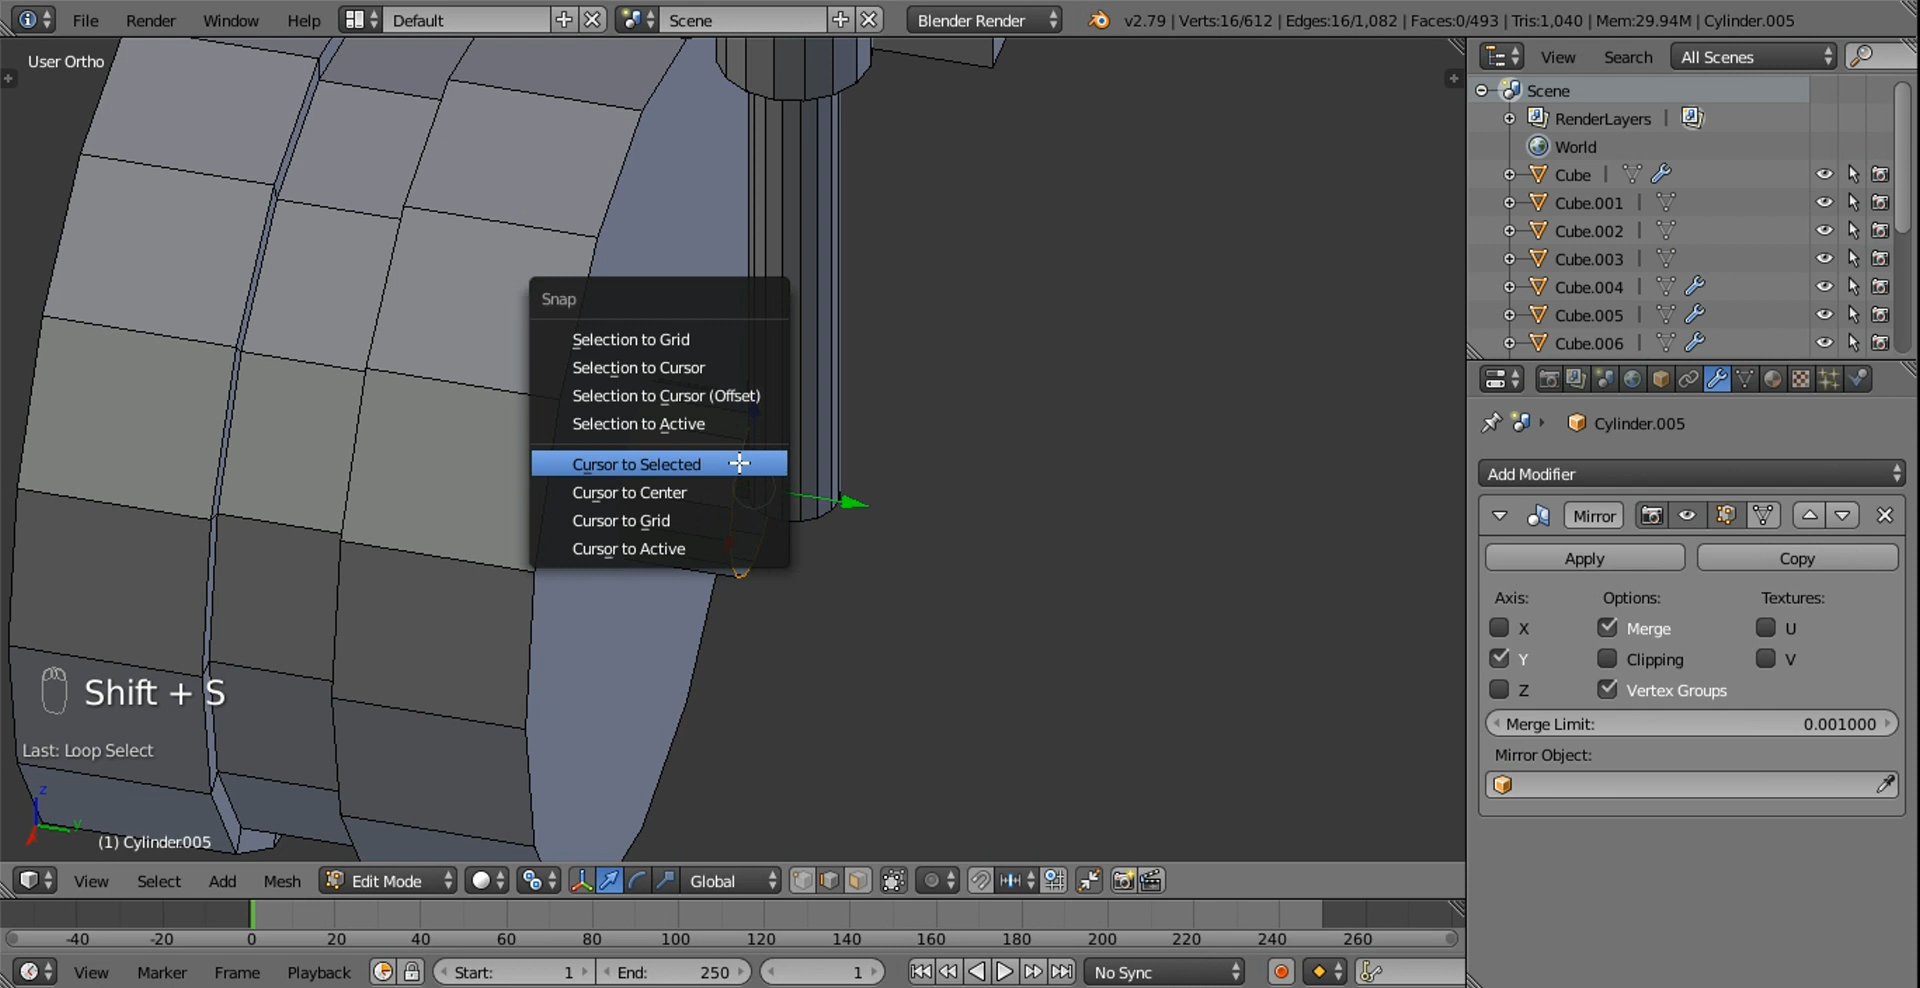 File Render Window Help Default Scene Blender Render v2.79 | Verts:16/612 | Edges:16/1,082 | Faces:0/493 | Tris:1,040 | Mem:29.94M | Cylinder.005
User Ortho
View Search All Scenes
Scene
RenderLayers |
World
Cube |
Cube.001 |
Cube.002 |
Cube.003 |
Cube.004 |
Cube.005 |
Cube.006 |
Snap
Selection to Grid
Selection to Cursor
Selection to Cursor (Offset)
Selection to Active
Cursor to Selected
Cursor to Center
Cursor to Grid
Cursor to Active
Cylinder.005
Add Modifier
Mirror
Apply Copy
Axis: Options: Textures:
X Merge U
Y Clipping V
Z Vertex Groups
Merge Limit: 0.001000
Mirror Object:
Shift + S
Last: Loop Select
z
y
(1) Cylinder.005
View Select Add Mesh Edit Mode Global
-40 -20 0 20 40 60 80 100 120 140 160 180 200 220 240 260
View Marker Frame Playback Start: 1 End: 250 1 No Sync